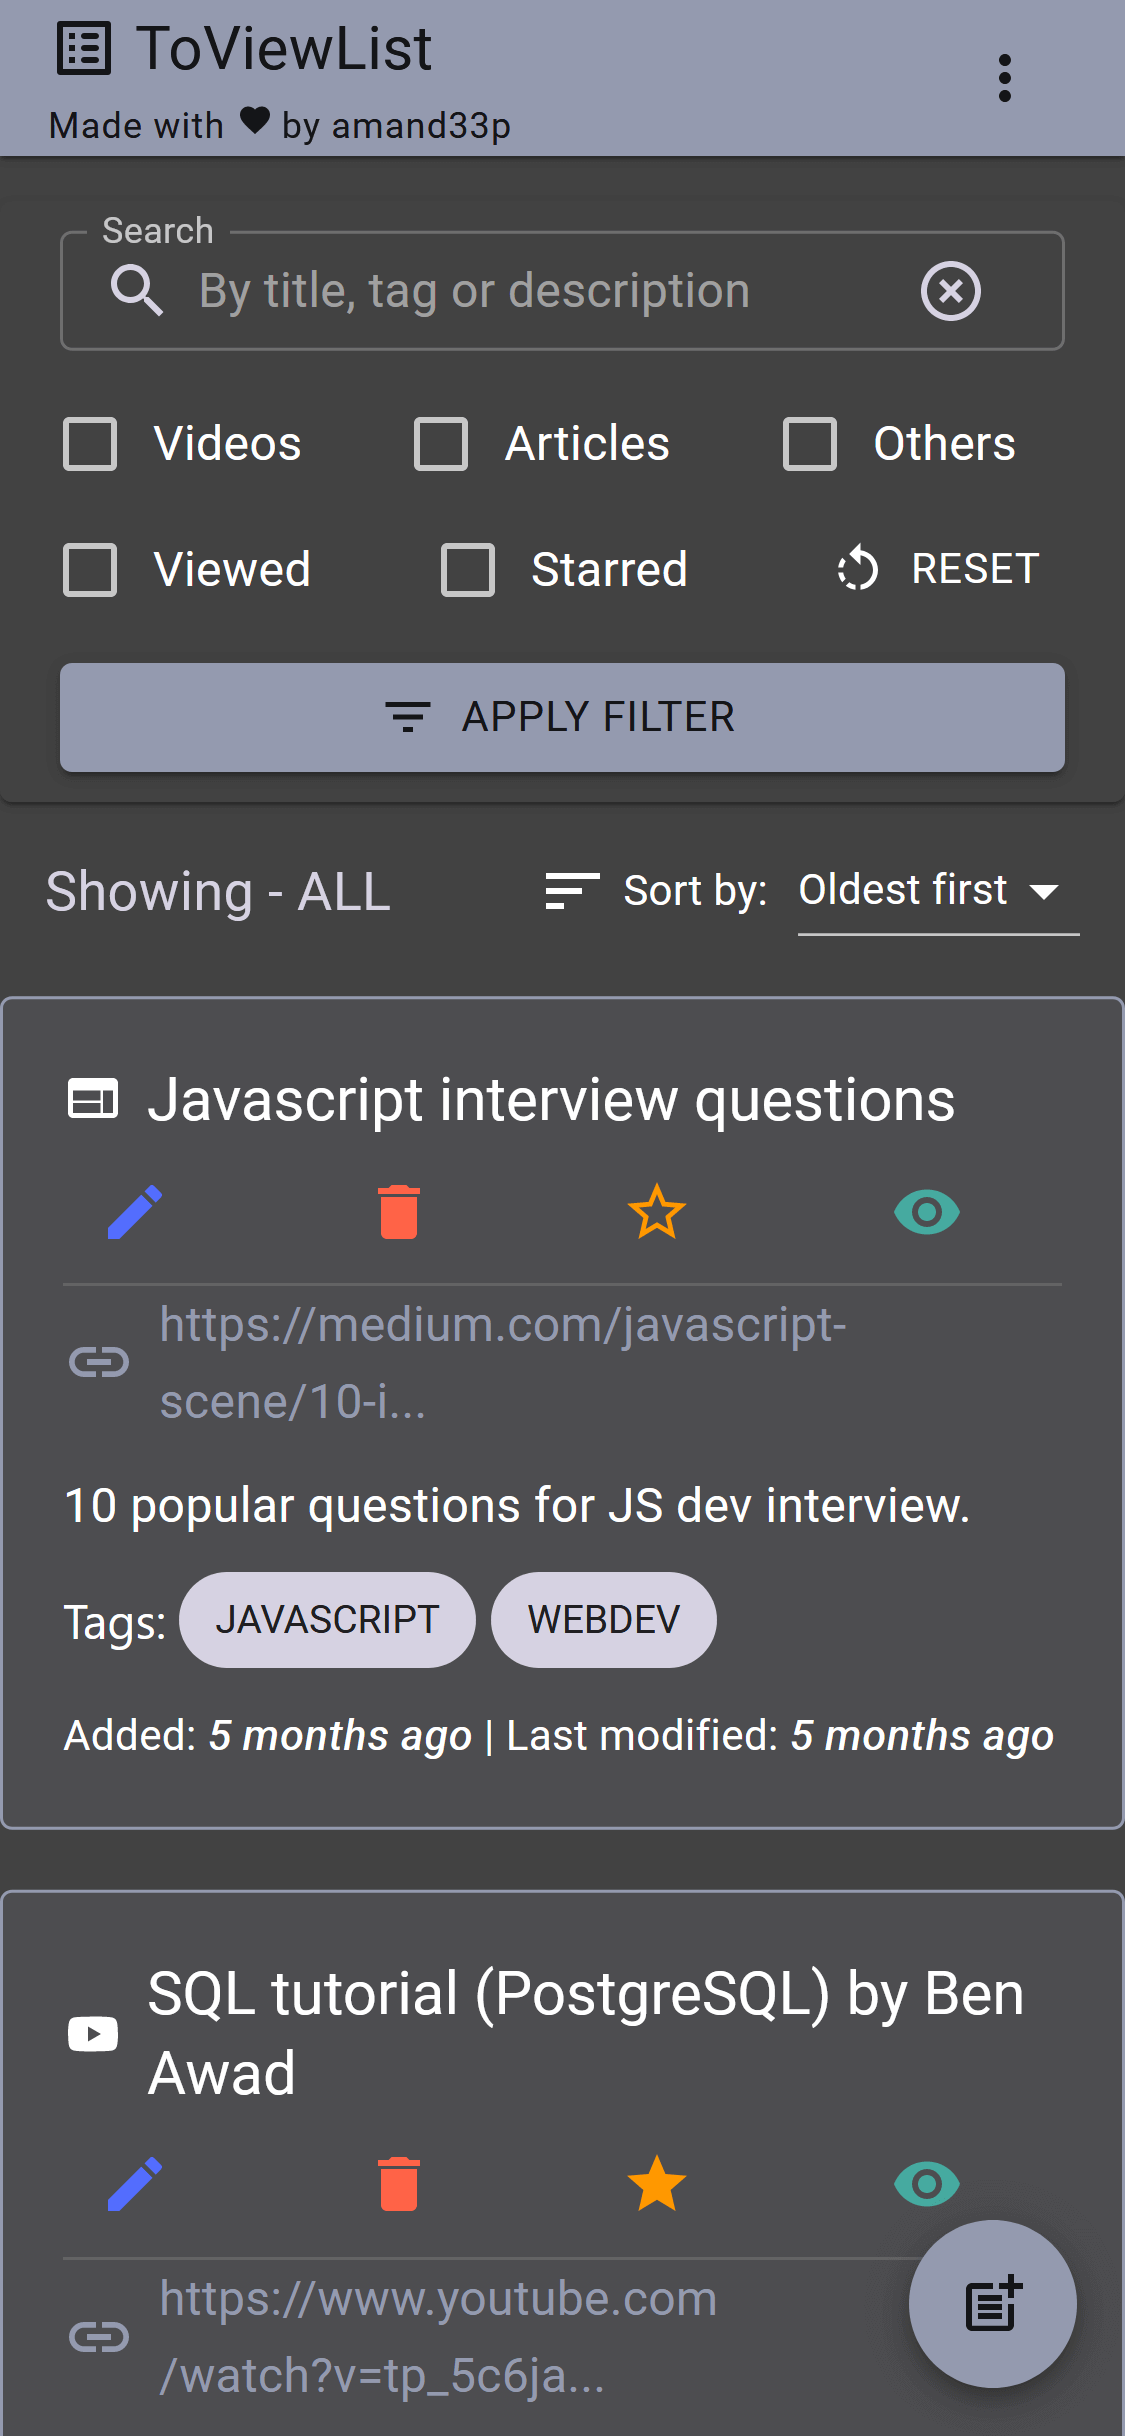 ToViewList
Made with ♥ by amand33p
Search
By title, tag or description
Videos Articles Others
Viewed Starred RESET
APPLY FILTER
Showing - ALL Sort by: Oldest first
Javascript interview questions
https://medium.com/javascript-
scene/10-i...
10 popular questions for JS dev interview.
Tags: JAVASCRIPT WEBDEV
Added: 5 months ago | Last modified: 5 months ago
SQL tutorial (PostgreSQL) by Ben
Awad
https://www.youtube.com
/watch?v=tp_5c6ja...